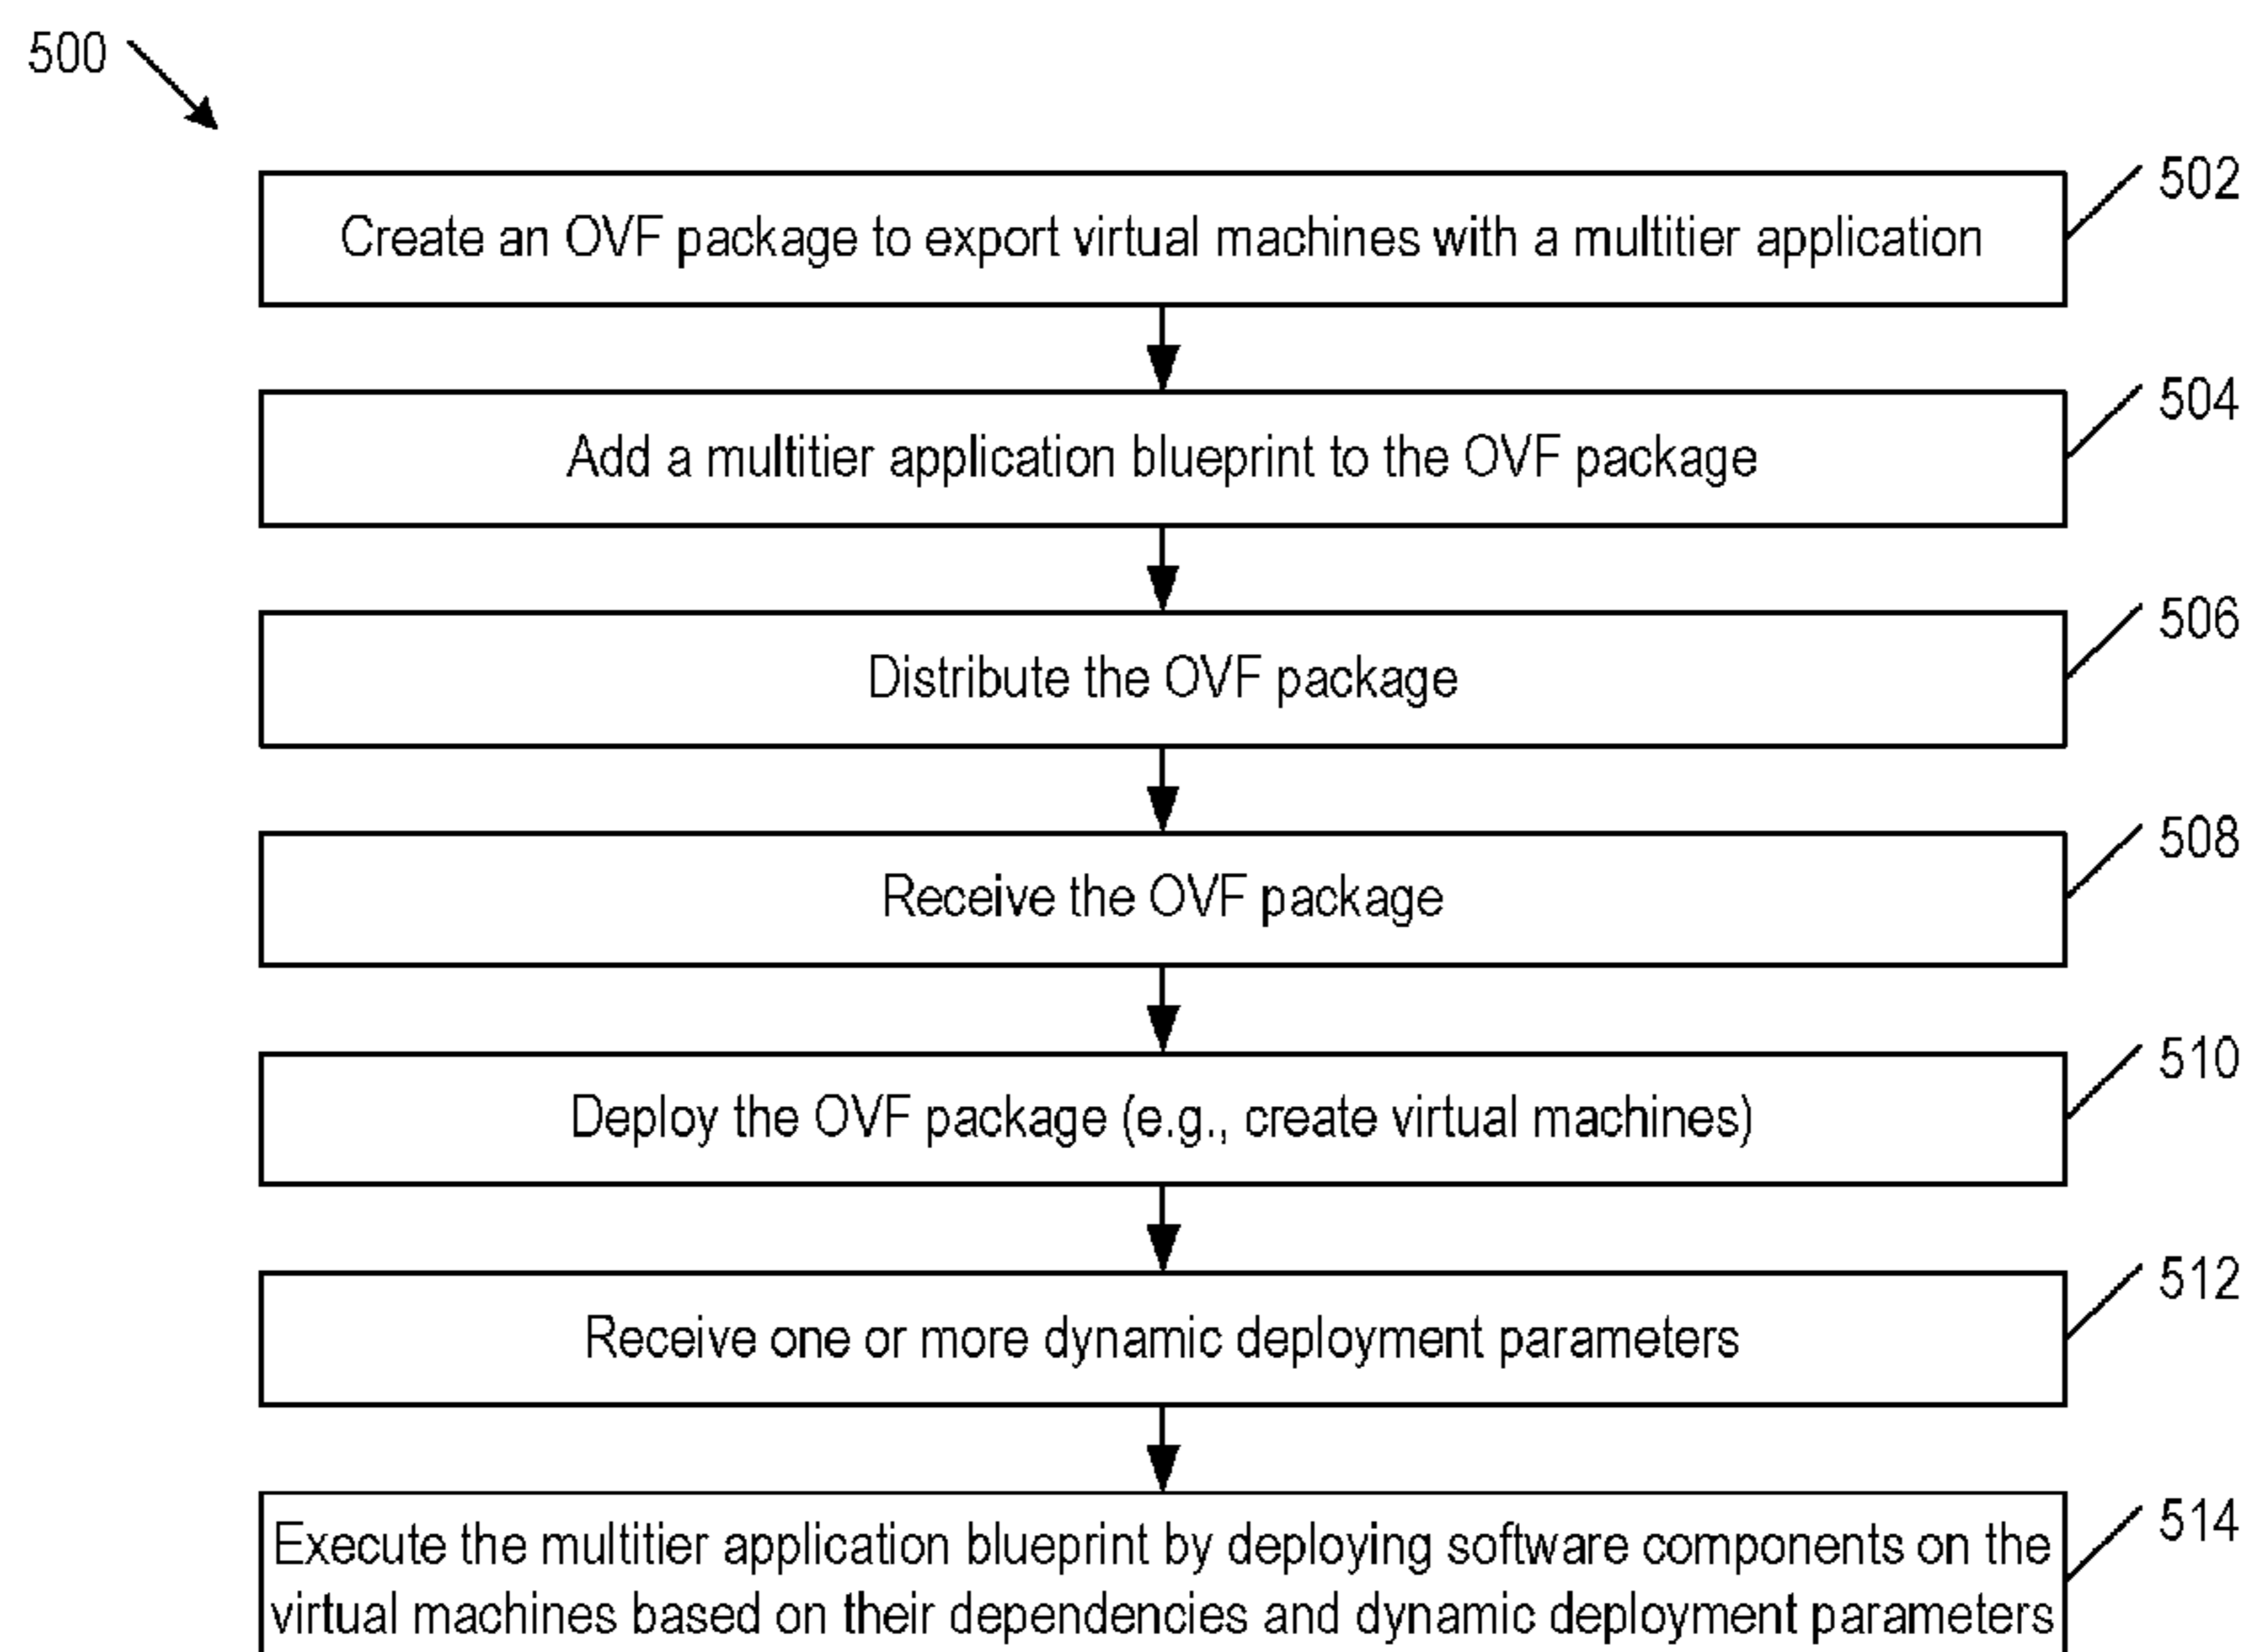 500
502
Create an OVF package to export virtual machines with a multitier application
504
Add a multitier application blueprint to the OVF package
506
Distribute the OVF package
508
Receive the OVF package
510
Deploy the OVF package (e.g., create virtual machines)
512
Receive one or more dynamic deployment parameters
514
Execute the multitier application blueprint by deploying software components on the
virtual machines based on their dependencies and dynamic deployment parameters